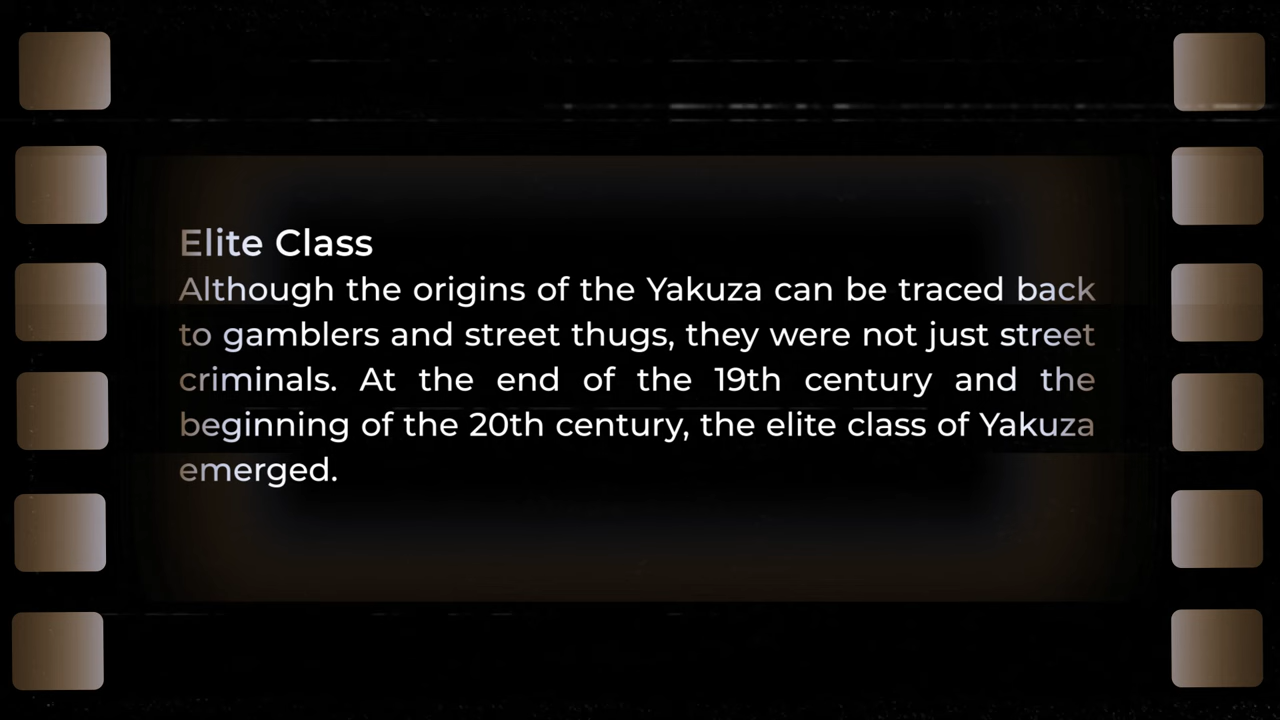 Elite Class
Although the origins of the Yakuza can be traced back
to gamblers and street thugs, they were not just street
criminals. At the end of the 19th century and the
beginning of the 20th century, the elite class of Yakuza
emerged.